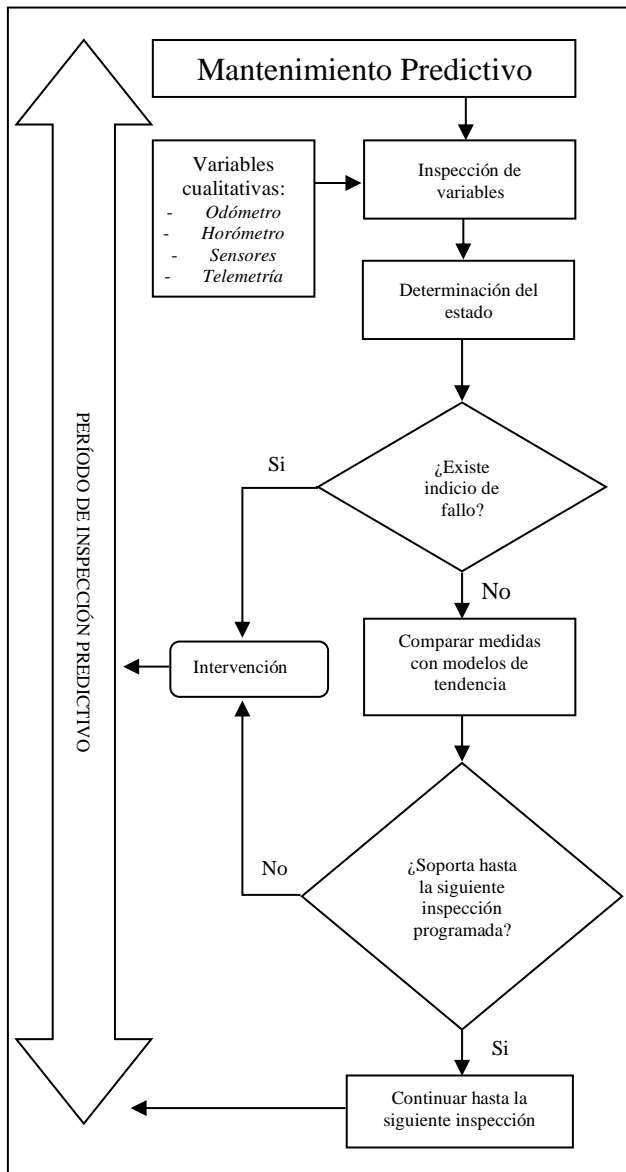 Mantenimiento Predictivo
Variables
cualitativas:
- Odómetro
- Horómetro
- Sensores
- Telemetría
Inspección de
variables
Determinación del
estado
¿Existe
indicio de
fallo?
Si
No
Comparar medidas
con modelos de
tendencia
Intervención
PERÍODO DE INSPECCIÓN PREDICTIVO
¿Soporta hasta
la siguiente
inspección
programada?
No
Si
Continuar hasta la
siguiente inspección